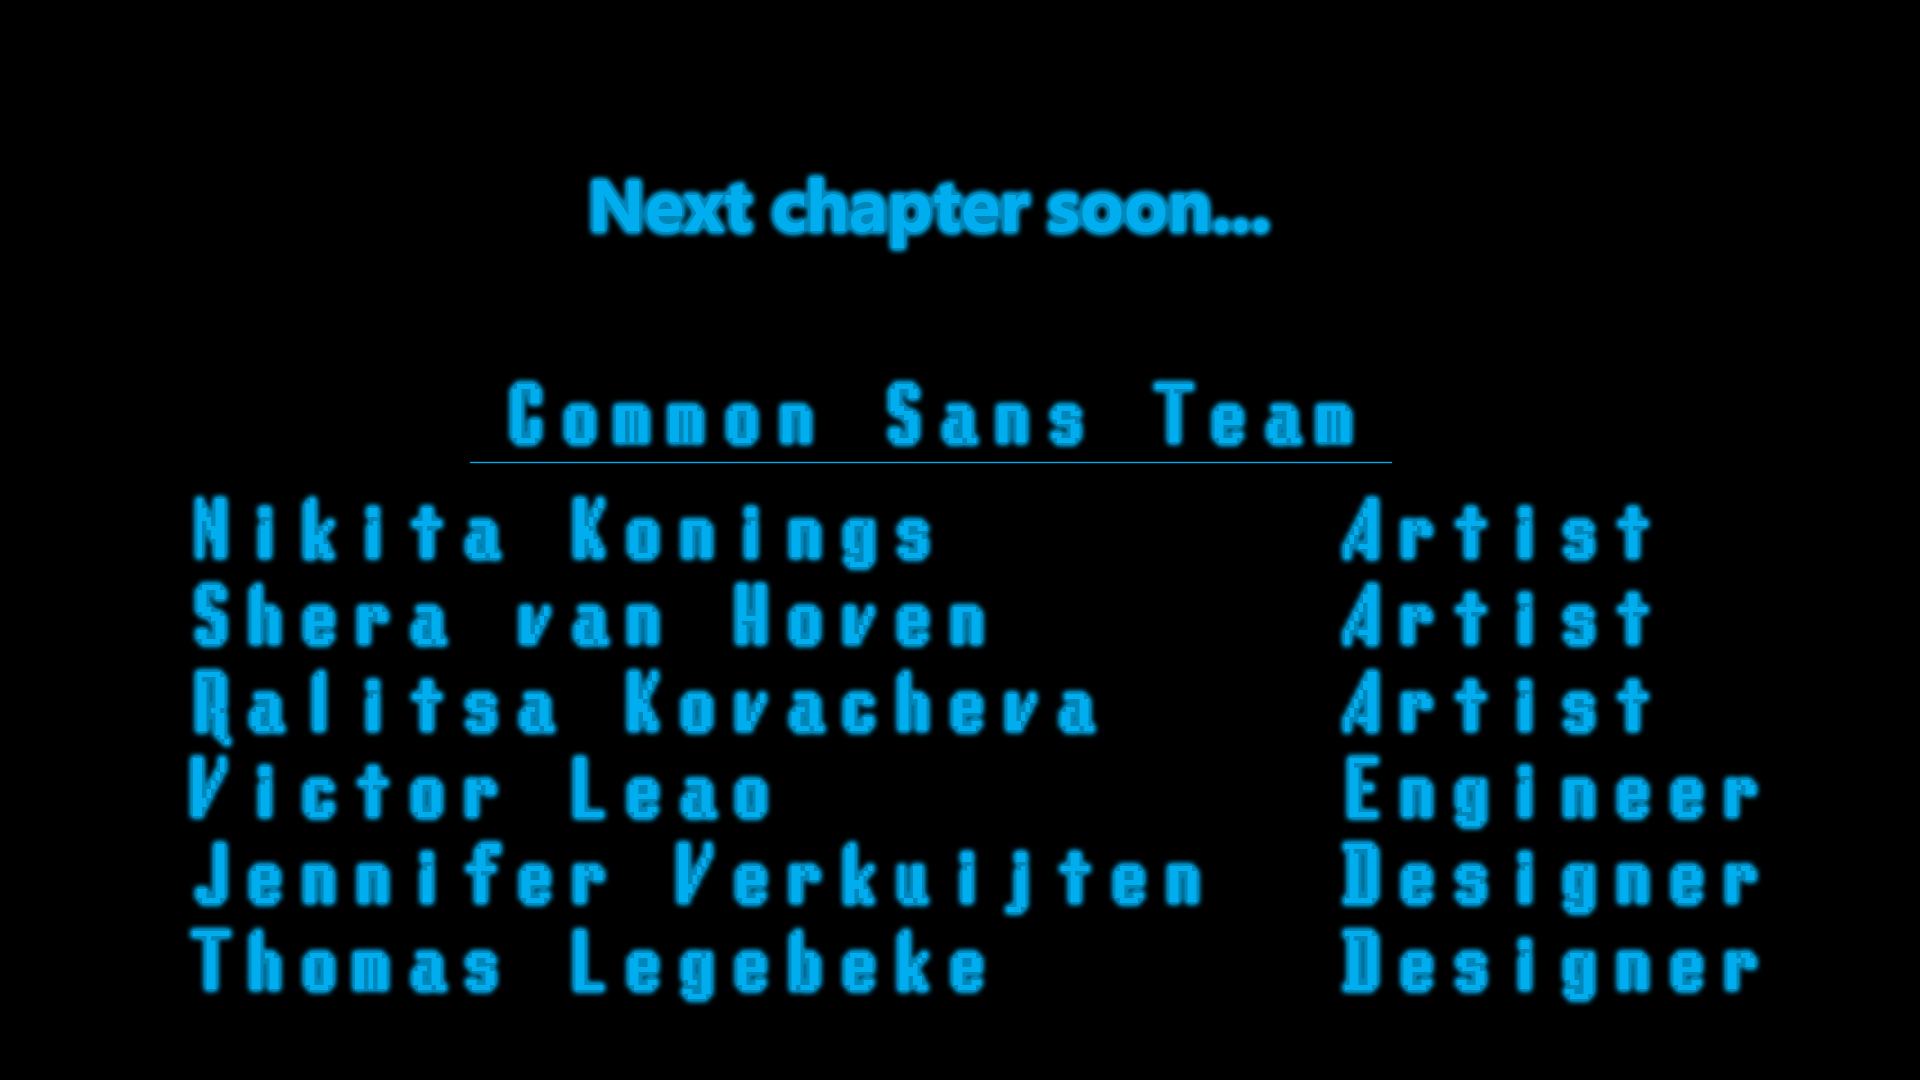 Next chapter soon...
Common Sans Team
Nikita Konings Artist
Shera van Hoven Artist
Ralitsa Kovacheva Artist
Victor Leao Engineer
Jennifer Verkuijten Designer
Thomas Legebeke Designer